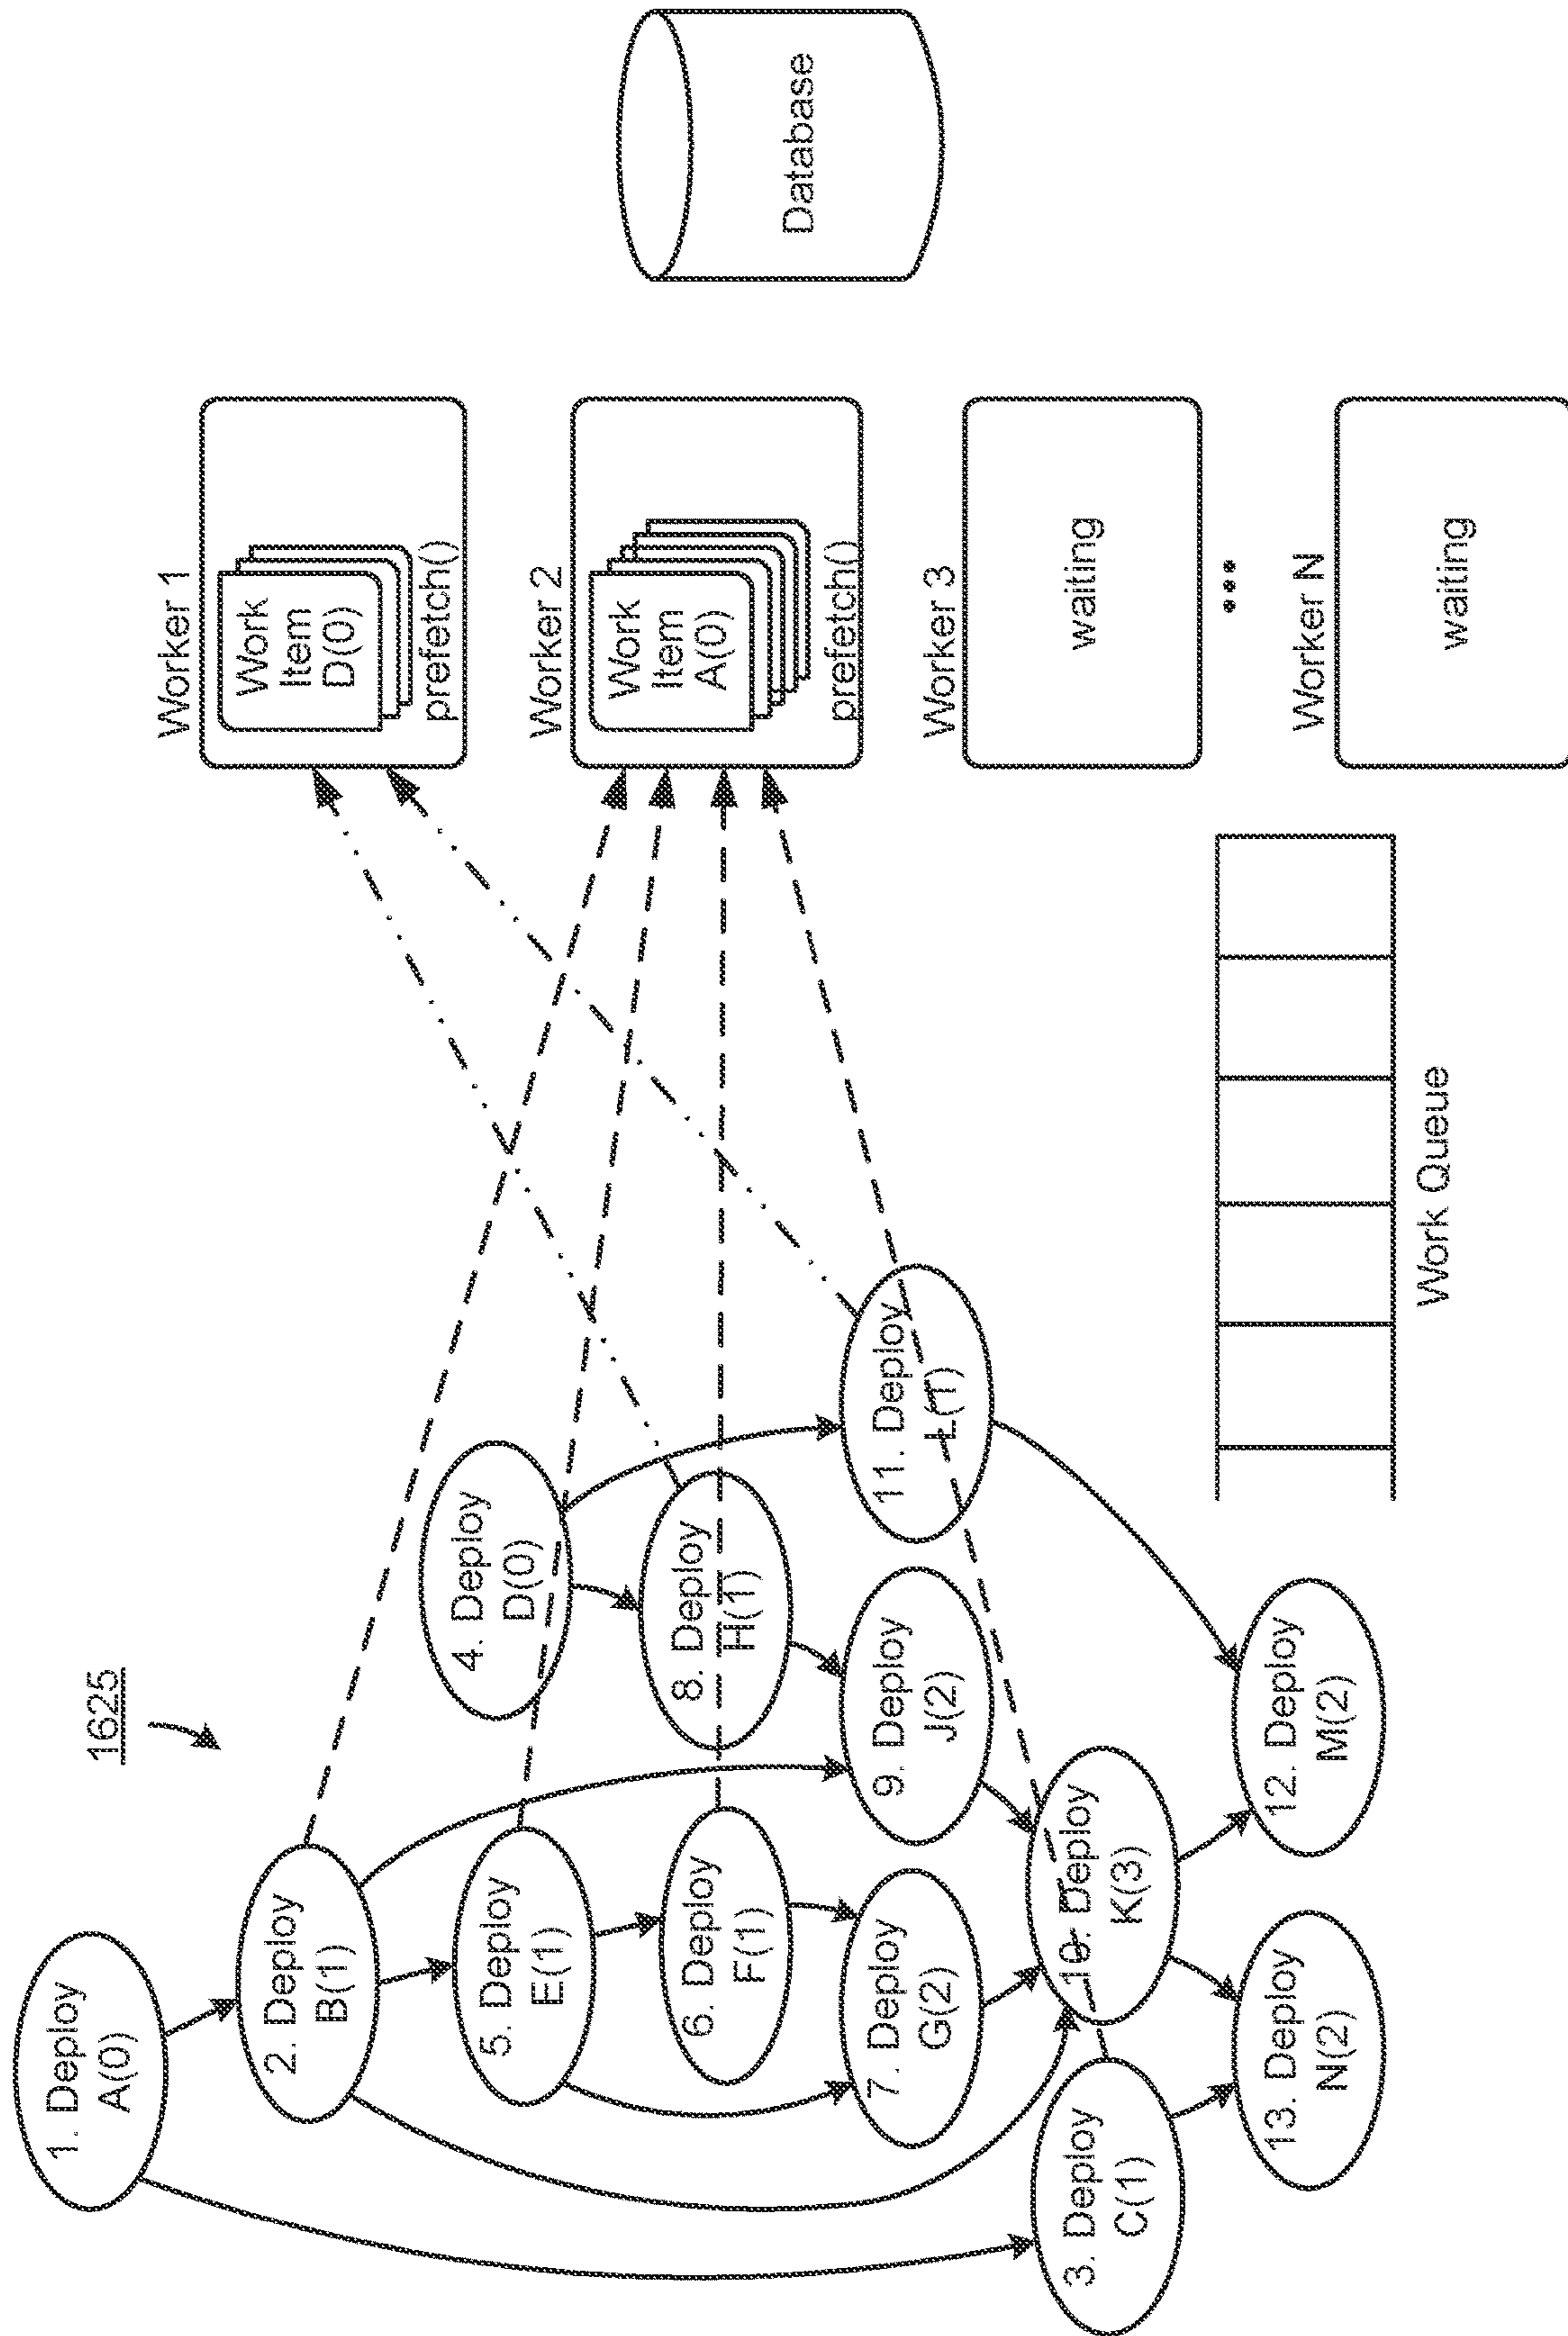 1625
1. Deploy
A(0)
2. Deploy
B(1)
5. Deploy
E(1)
6. Deploy
F(1)
7. Deploy
G(2)
3. Deploy
C(1)
4. Deploy
D(0)
8. Deploy
H(1)
9. Deploy
J(2)
10. Deploy
K(3)
11. Deploy
L(1)
12. Deploy
M(2)
13. Deploy
N(2)
Work Queue
Worker 1
Work
Item
D(0)
prefetch()
Worker 2
Work
Item
A(0)
prefetch()
Worker 3
waiting
•••
Worker N
waiting
Database